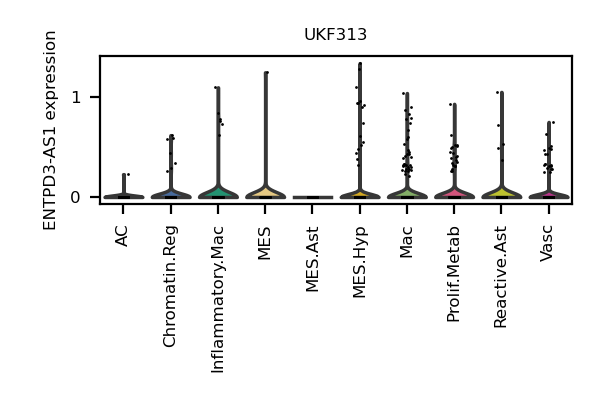 UKF313
ENTPD3-AS1 expression
1
0
AC
Chromatin.Reg
Inflammatory.Mac
MES
MES.Ast
MES.Hyp
Mac
Prolif.Metab
Reactive.Ast
Vasc